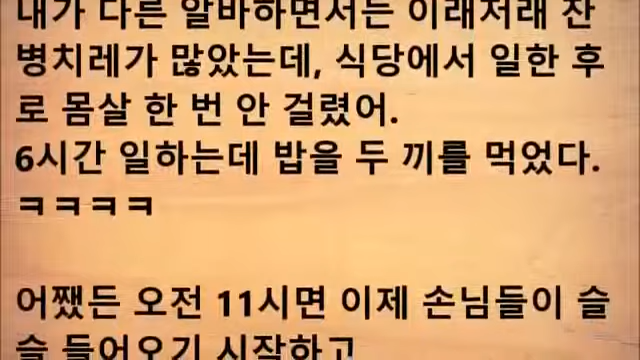 내가 다른 알바하면서는 이래저래 잔
병치레가 많았는데, 식당에서 일한 후
로 몸살 한 번 안 걸렸어.
6시간 일하는데 밥을 두 끼를 먹었다.
ㅋㅋㅋㅋ
어쨌든 오전 11시면 이제 손님들이 슬
슬 들어오기 시작하고